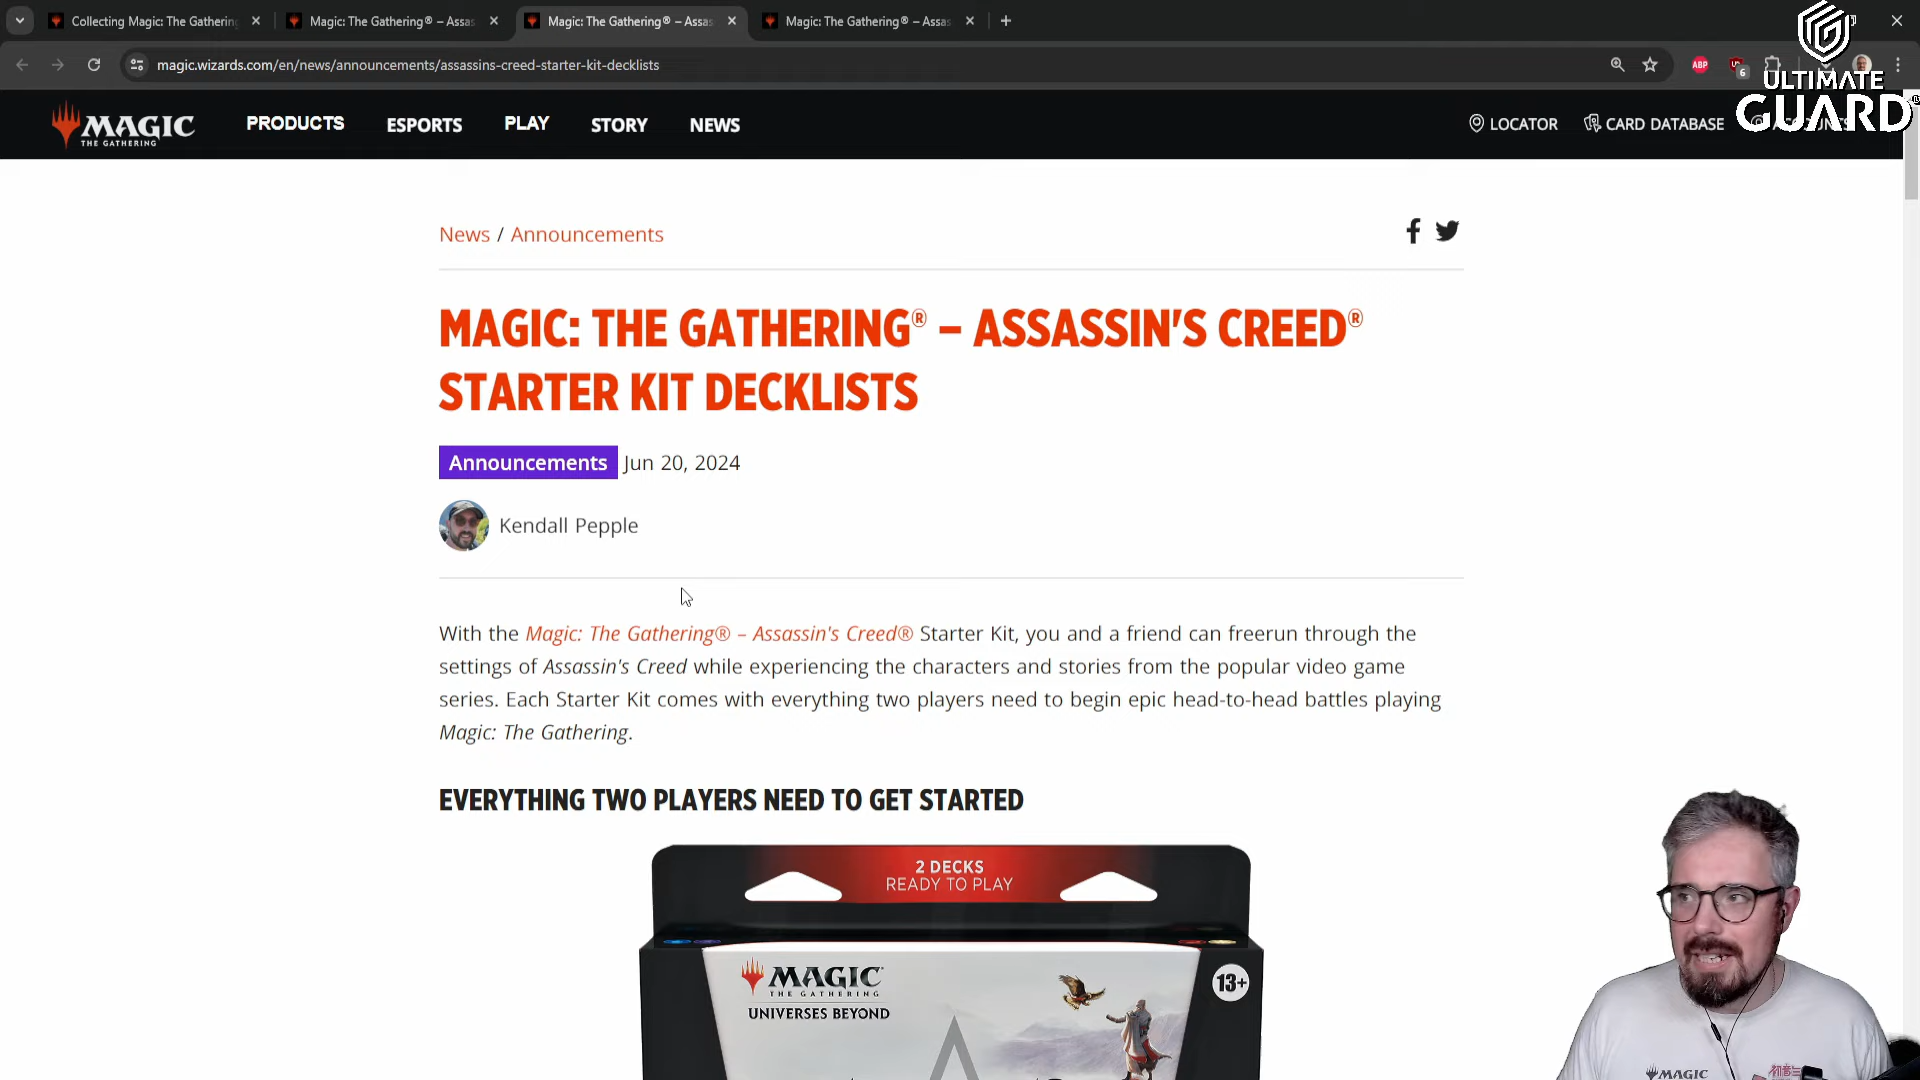 Collecting Magic: The Gathering
Magic: The Gathering® – Assas
Magic: The Gathering® – Assas
Magic: The Gathering® – Assas
magic.wizards.com/en/news/announcements/assassins-creed-starter-kit-decklists
ABP
6
ULTIMATE
GUARD
MAGIC
THE GATHERING
PRODUCTS
ESPORTS
PLAY
STORY
NEWS
LOCATOR
CARD DATABASE
News / Announcements
MAGIC: THE GATHERING® – ASSASSIN'S CREED®
STARTER KIT DECKLISTS
Announcements Jun 20, 2024
Kendall Pepple
With the Magic: The Gathering® – Assassin's Creed® Starter Kit, you and a friend can freerun through the
settings of Assassin's Creed while experiencing the characters and stories from the popular video game
series. Each Starter Kit comes with everything two players need to begin epic head-to-head battles playing
Magic: The Gathering.
EVERYTHING TWO PLAYERS NEED TO GET STARTED
2 DECKS
READY TO PLAY
MAGIC
THE GATHERING
UNIVERSES BEYOND
13+
MAGIC